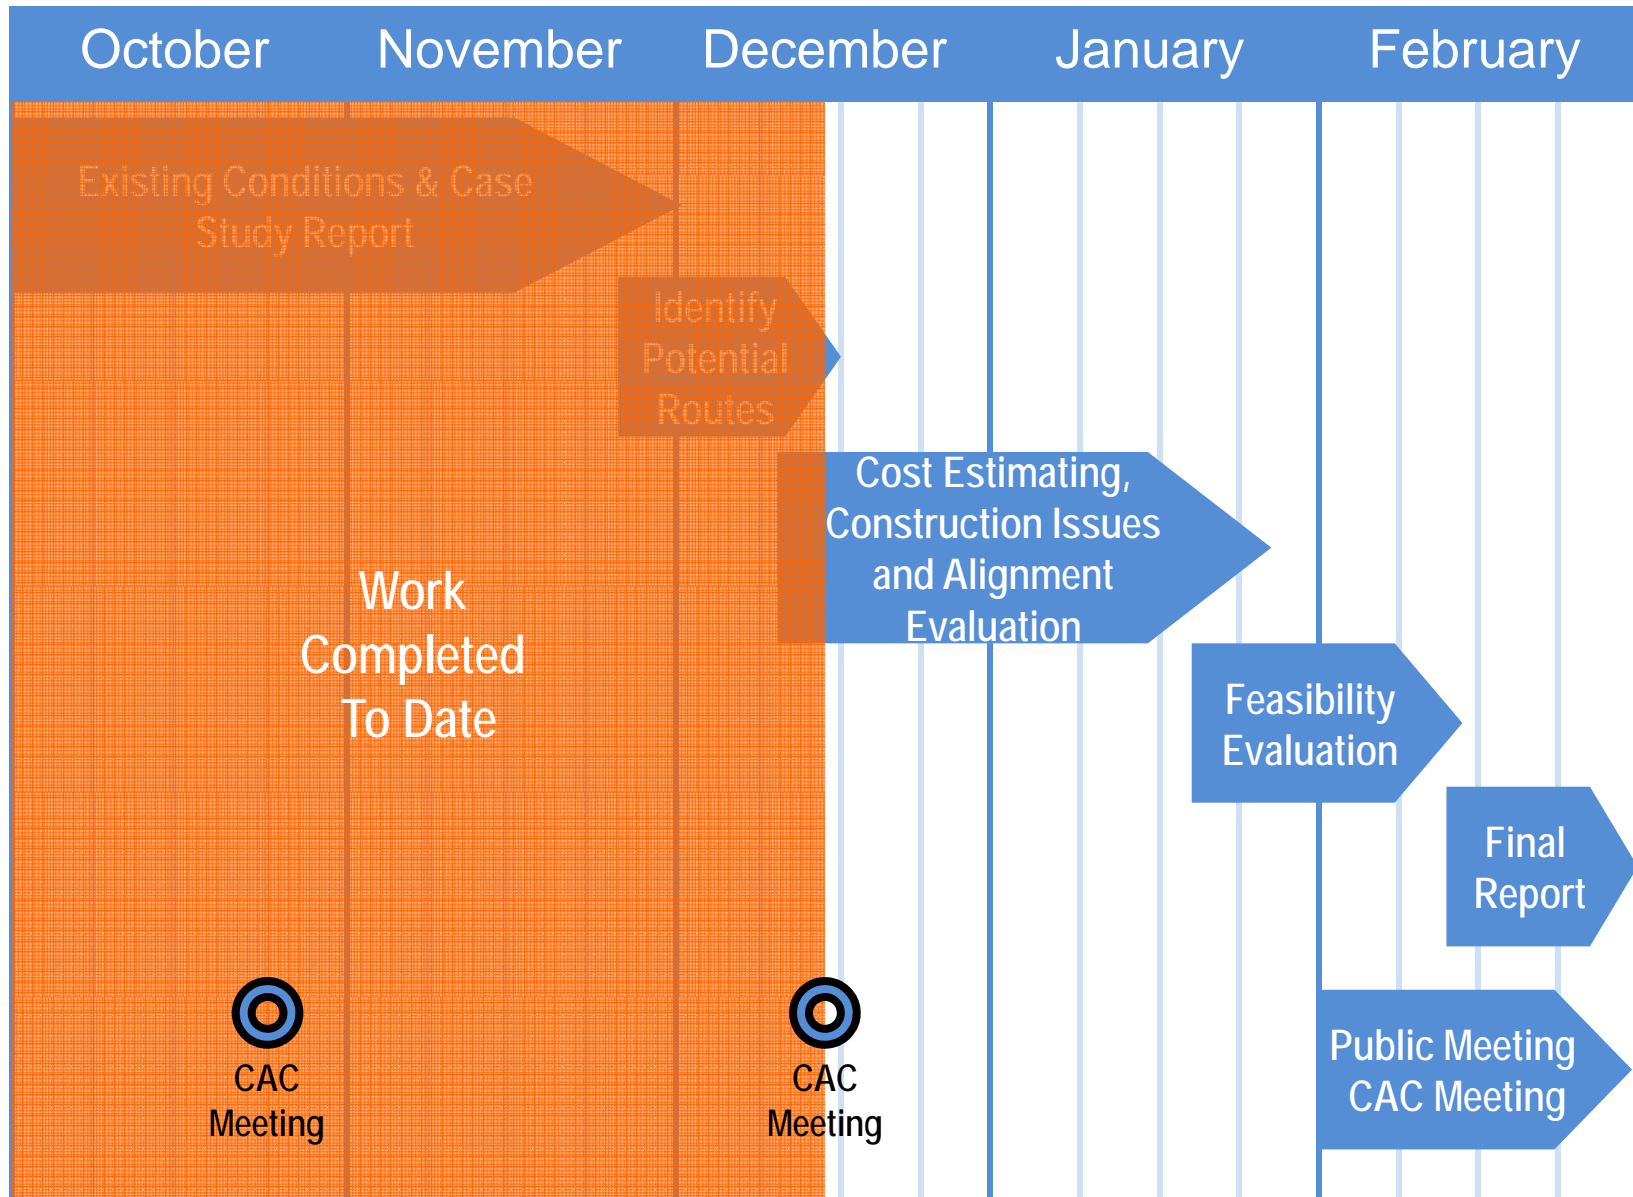 October November December January February
Existing Conditions & Case
Study Report
Identify
Potential
Routes
Cost Estimating,
Construction Issues
and Alignment
Evaluation
Work
Completed
To Date
Feasibility
Evaluation
Final
Report
CAC
Meeting
CAC
Meeting
Public Meeting
CAC Meeting